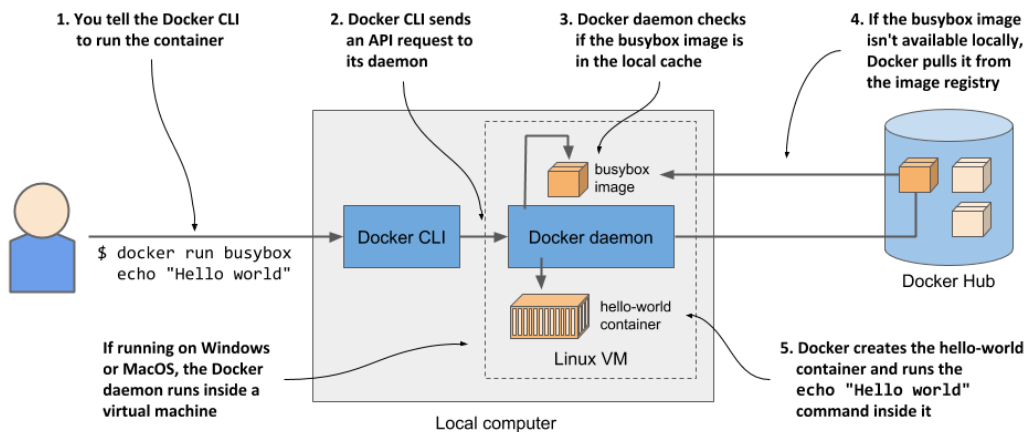 1. You tell the Docker CLI
to run the container
2. Docker CLI sends
an API request to
its daemon
3. Docker daemon checks
if the busybox image is
in the local cache
4. If the busybox image
isn't available locally,
Docker pulls it from
the image registry
busybox
image
Docker CLI
Docker daemon
$ docker run busybox
echo "Hello world"
Docker Hub
hello-world
container
Linux VM
If running on Windows
or MacOS, the Docker
daemon runs inside a
virtual machine
5. Docker creates the hello-world
container and runs the
echo "Hello world"
command inside it
Local computer